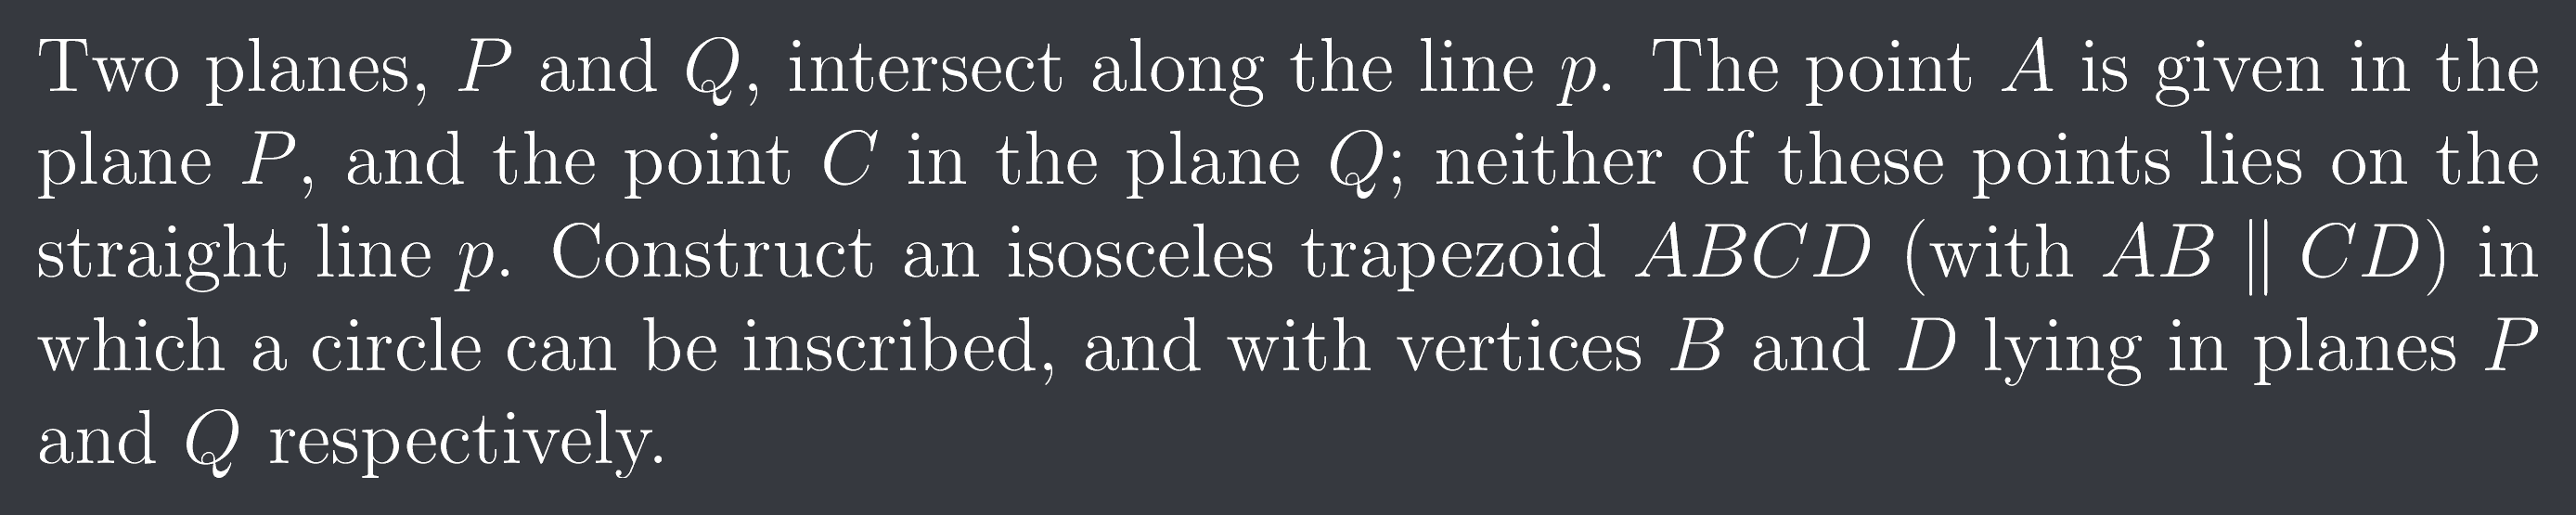 Two planes, P and Q, intersect along the line p. The point A is given in the
plane P, and the point C in the plane Q; neither of these points lies on the
straight line p. Construct an isosceles trapezoid ABCD (with AB ∥ CD) in
which a circle can be inscribed, and with vertices B and D lying in planes P
and Q respectively.